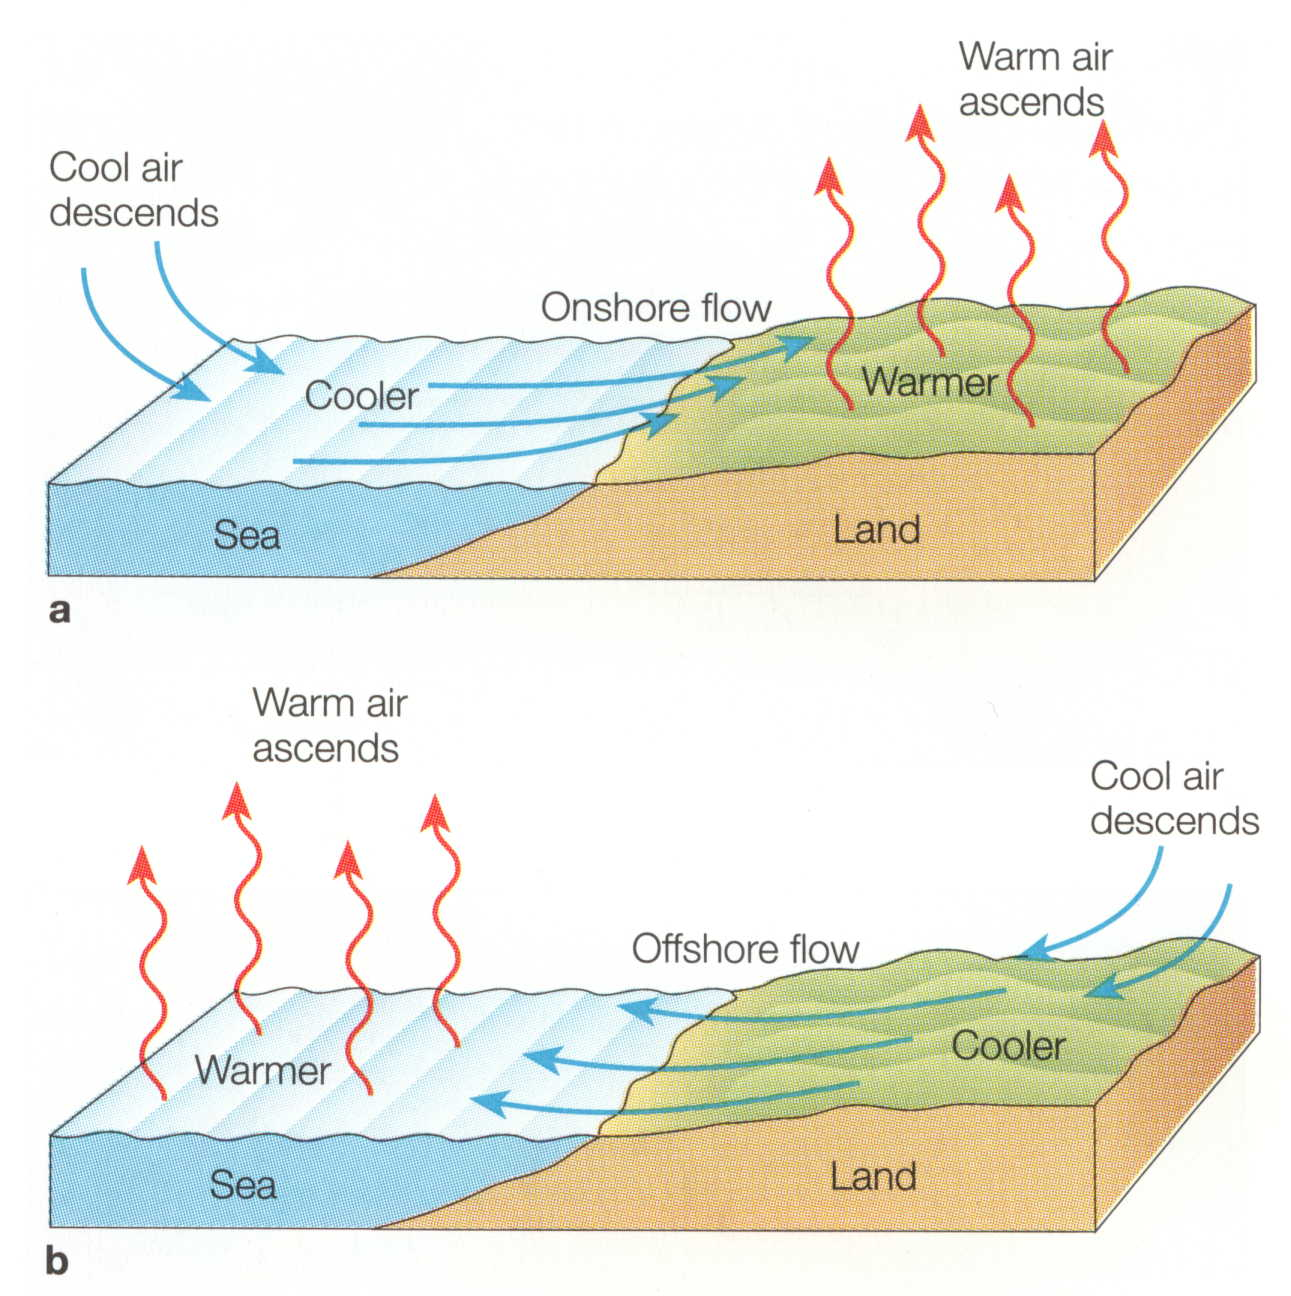 Warm air
ascends
Cool air
descends
Onshore flow
Cooler
Warmer
Sea
Land
a
Warm air
ascends
Cool air
descends
Offshore flow
Warmer
Cooler
Sea
Land
b